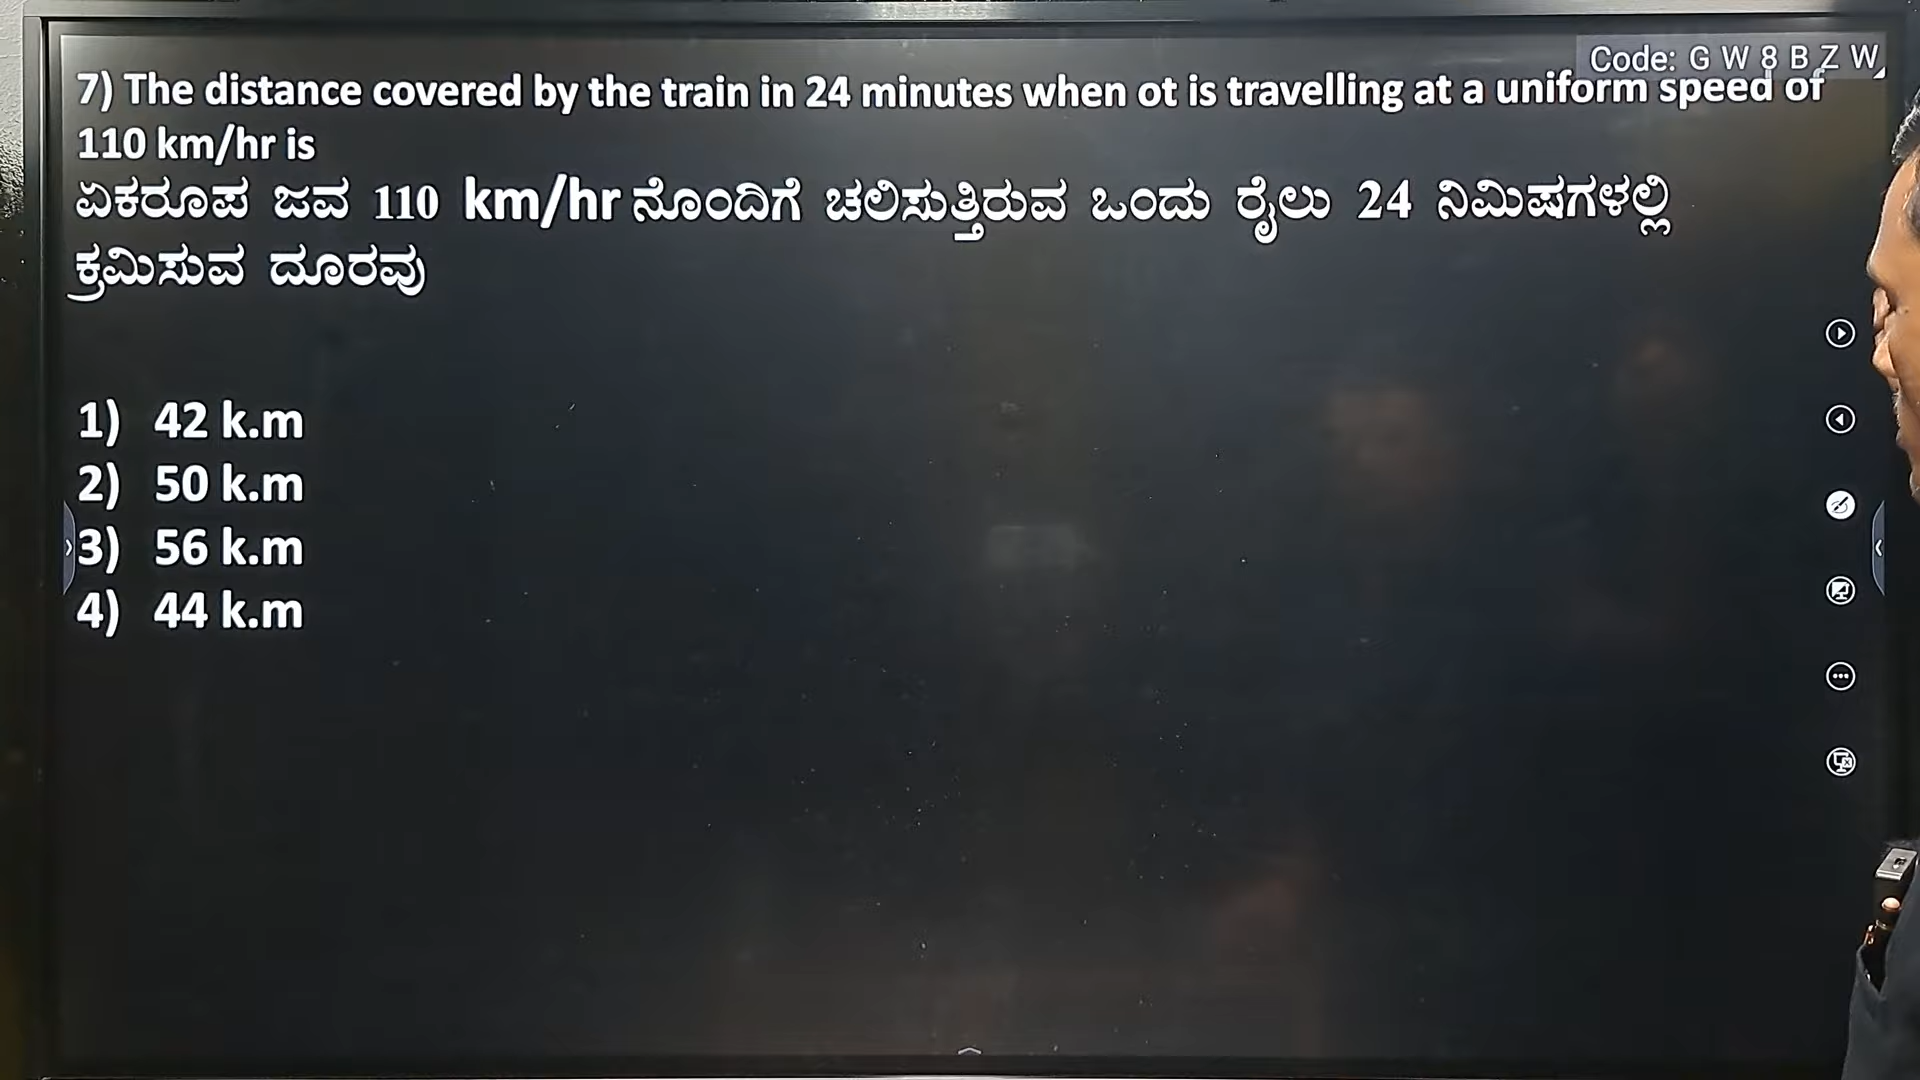 Code: G W 8 B Z W
7) The distance covered by the train in 24 minutes when ot is travelling at a uniform speed of
110 km/hr is
ಏಕರೂಪ ಜವ 110 km/hr ನೊಂದಿಗೆ ಚಲಿಸುತ್ತಿರುವ ಒಂದು ರೈಲು 24 ನಿಮಿಷಗಳಲ್ಲಿ
ಕ್ರಮಿಸುವ ದೂರವು
1) 42 k.m
2) 50 k.m
3) 56 k.m
4) 44 k.m